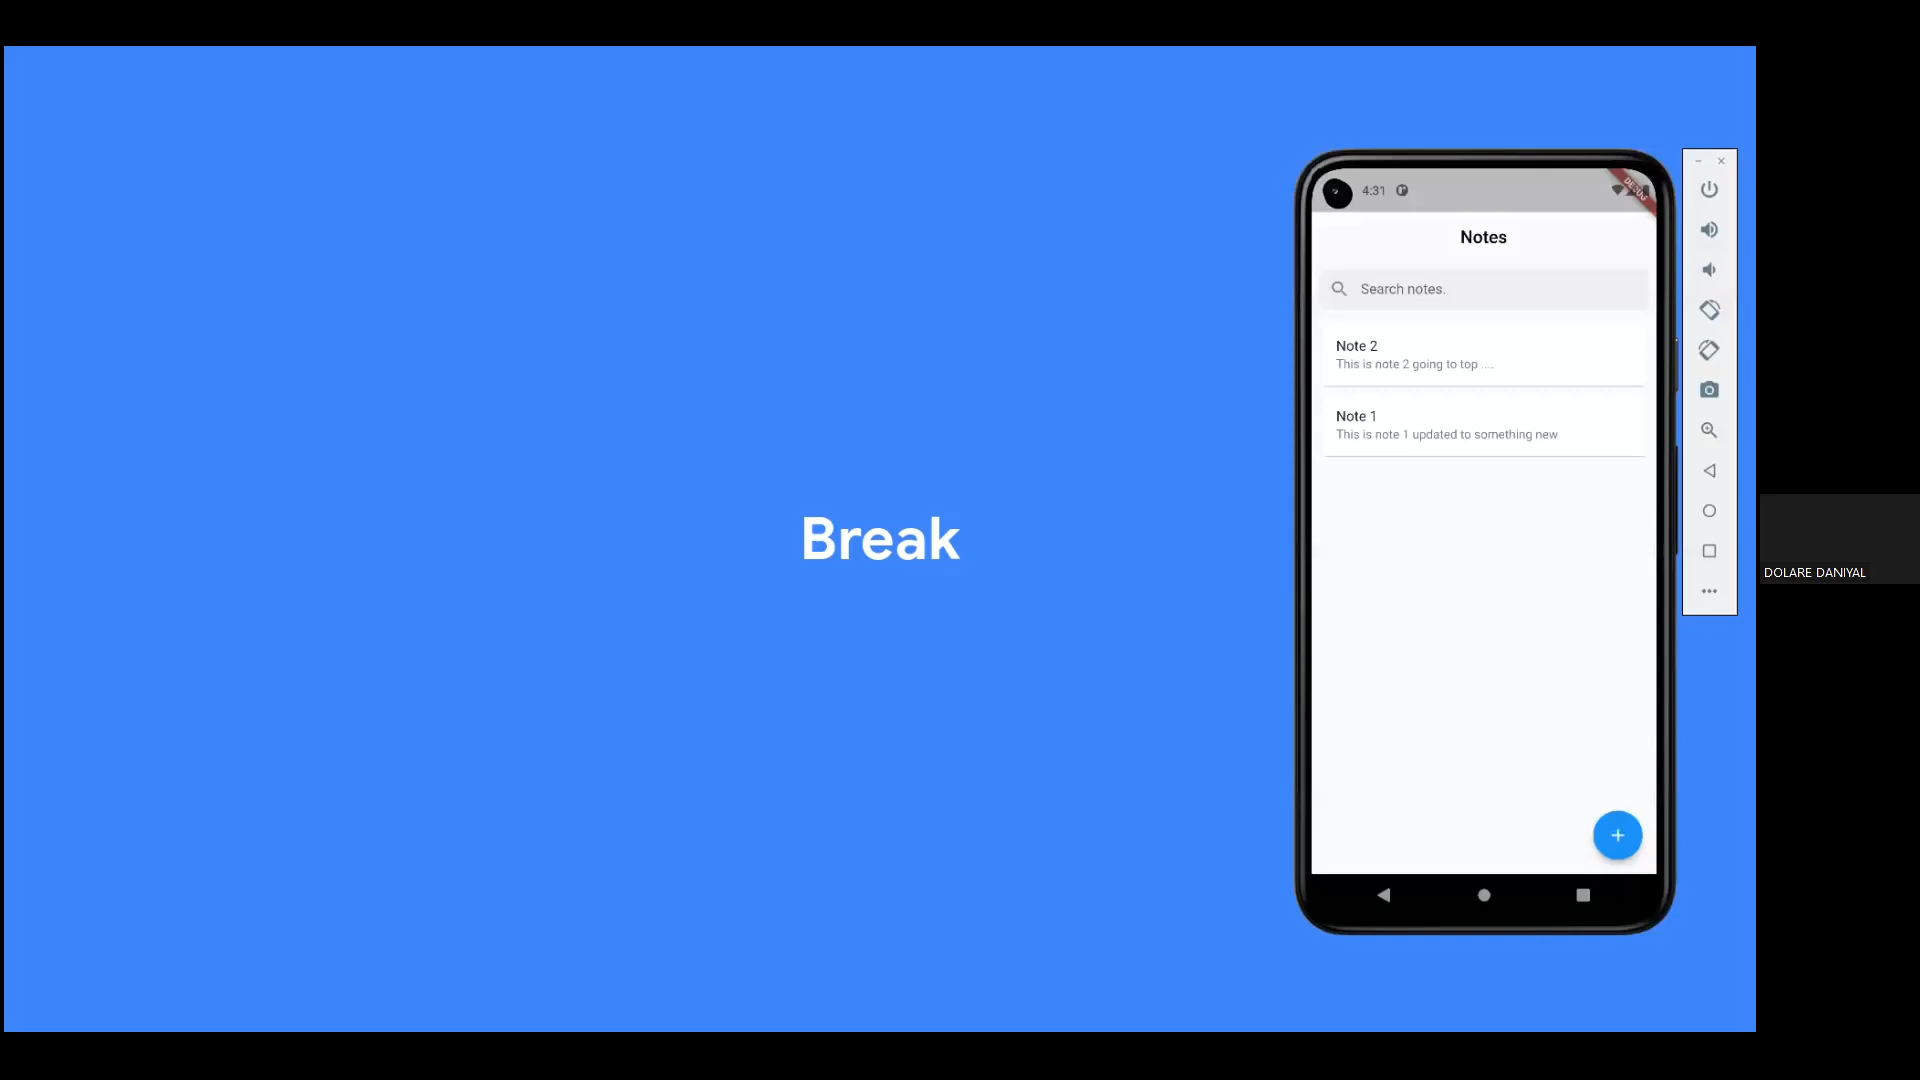 Break
4:31
DEBUG
Notes
Search notes.
Note 2
This is note 2 going to top ....
Note 1
This is note 1 updated to something new
DOLARE DANIYAL